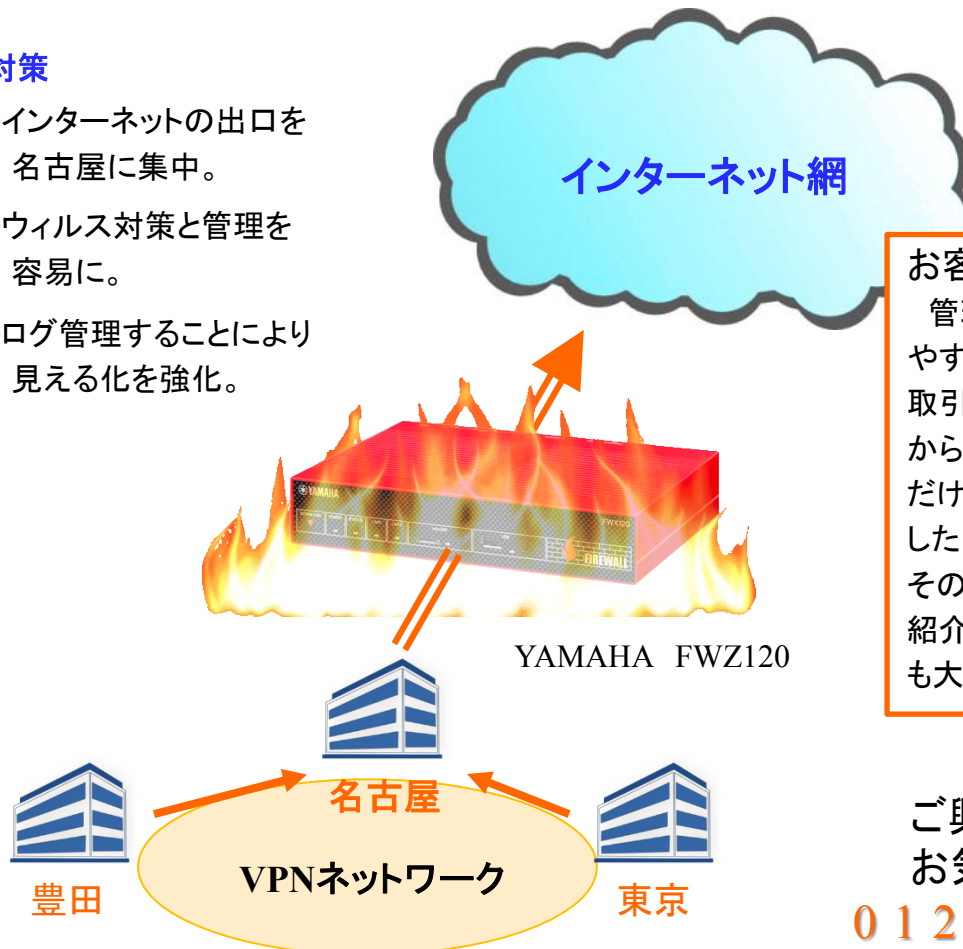 対策
インターネットの出口を
名古屋に集中。
ウィルス対策と管理を
容易に。
ログ管理することにより
見える化を強化。
インターネット網
お客
管理
やす
取引
から
だけ
した
その
紹介
も大
YAMAHA
FWX120
FIREWALL
YAMAHA FWZ120
名古屋
VPNネットワーク
豊田
東京
ご興
お気
012